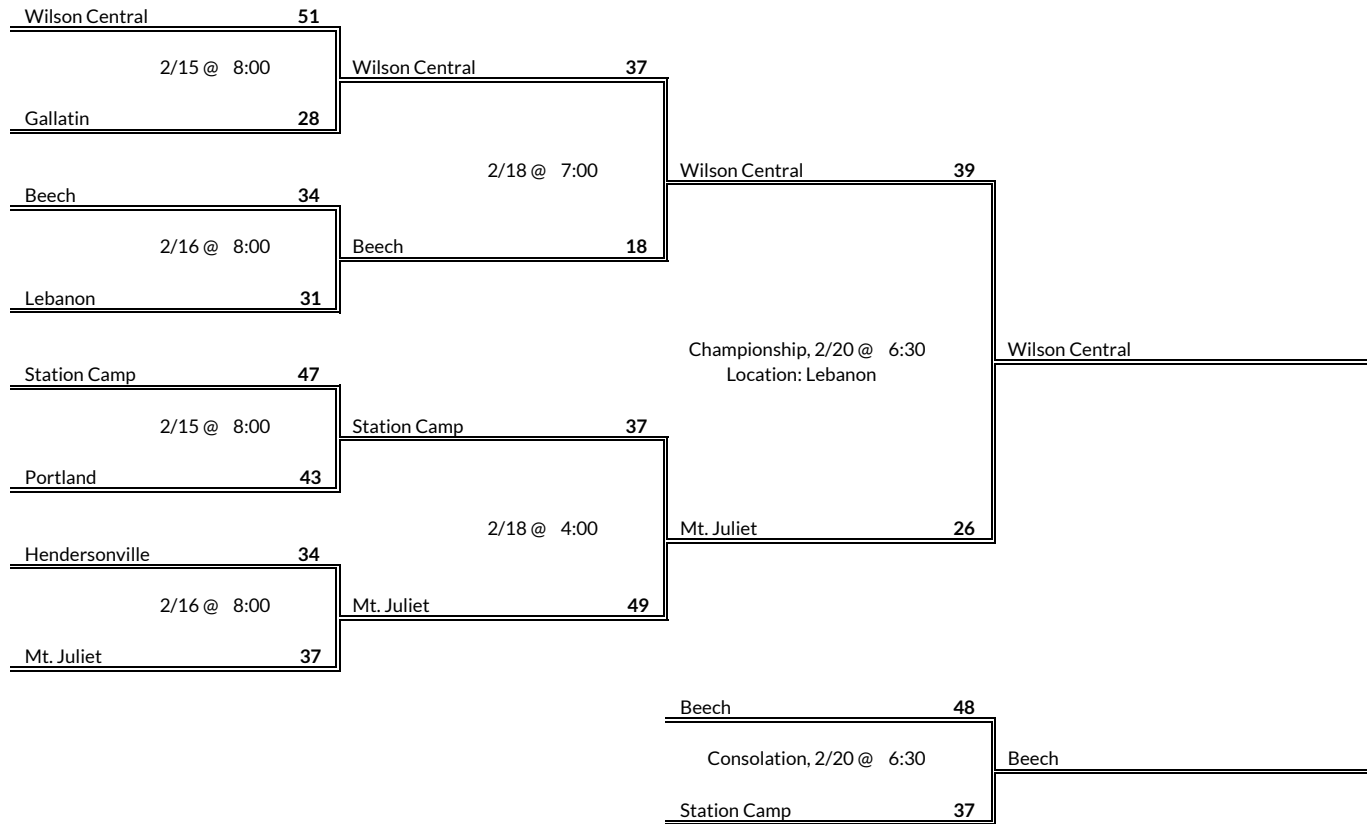 Wilson Central 51
2/15 @ 8:00
Wilson Central 37
Gallatin 28
2/18 @ 7:00
Wilson Central 39
Beech 34
2/16 @ 8:00
Beech 18
Lebanon 31
Championship, 2/20 @ 6:30
Location: Lebanon
Wilson Central
Station Camp 47
2/15 @ 8:00
Station Camp 37
Portland 43
2/18 @ 4:00
Mt. Juliet 26
Hendersonville 34
2/16 @ 8:00
Mt. Juliet 49
Mt. Juliet 37
Beech 48
Consolation, 2/20 @ 6:30
Beech
Station Camp 37